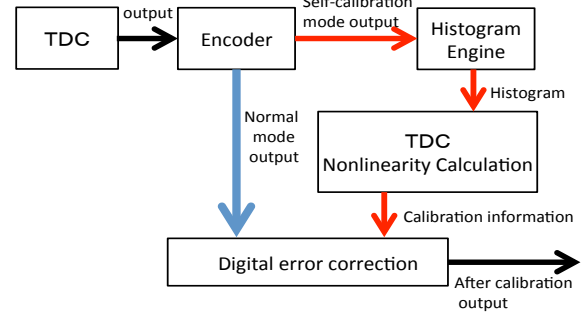 output
Self-calibration
mode output
TDC
Encoder
Histogram
Engine
Histogram
Normal
mode
output
TDC
Nonlinearity Calculation
Calibration information
Digital error correction
After calibration
output